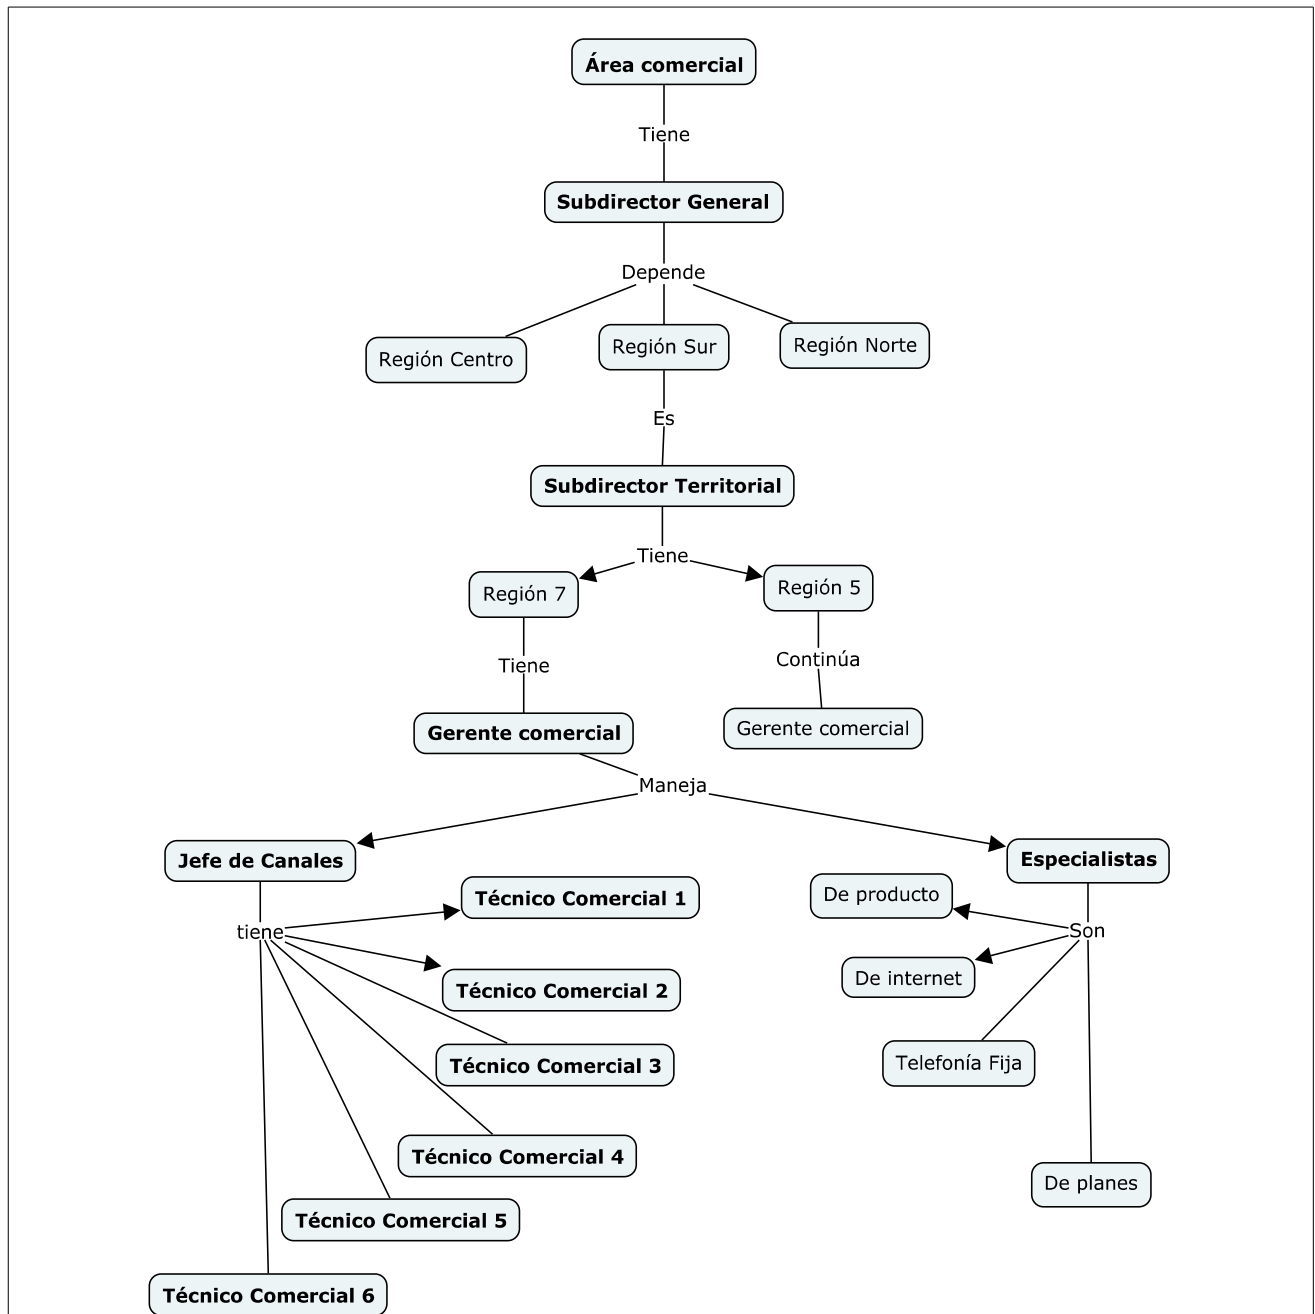 Área comercial
Tiene
Subdirector General
Depende
Región Centro
Región Sur
Región Norte
Es
Subdirector Territorial
Tiene
Región 7
Región 5
Tiene
Continúa
Gerente comercial
Gerente comercial
Maneja
Jefe de Canales
Especialistas
tiene
Técnico Comercial 1
Técnico Comercial 2
Técnico Comercial 3
Técnico Comercial 4
Técnico Comercial 5
Técnico Comercial 6
Son
De producto
De internet
Telefonía Fija
De planes